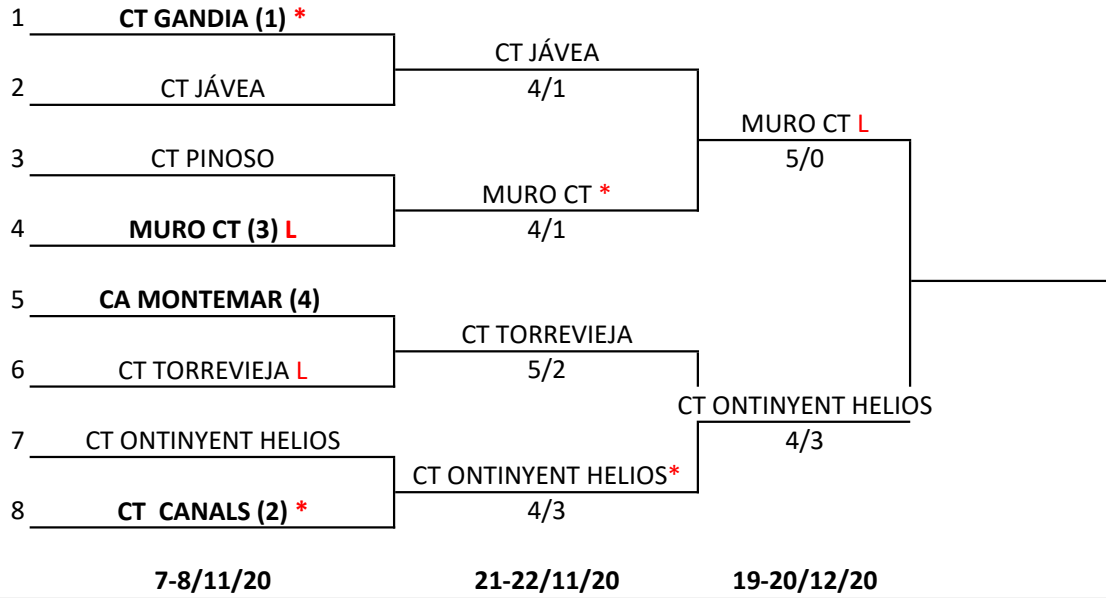 1 CT GANDIA (1) *
CT JÁVEA
2 CT JÁVEA
4/1
MURO CT L
3 CT PINOSO
5/0
MURO CT *
4 MURO CT (3) L
4/1
5 CA MONTEMAR (4)
CT TORREVIEJA
6 CT TORREVIEJA L
5/2
CT ONTINYENT HELIOS
7 CT ONTINYENT HELIOS
4/3
CT ONTINYENT HELIOS*
8 CT CANALS (2) *
4/3
7-8/11/20 21-22/11/20 19-20/12/20